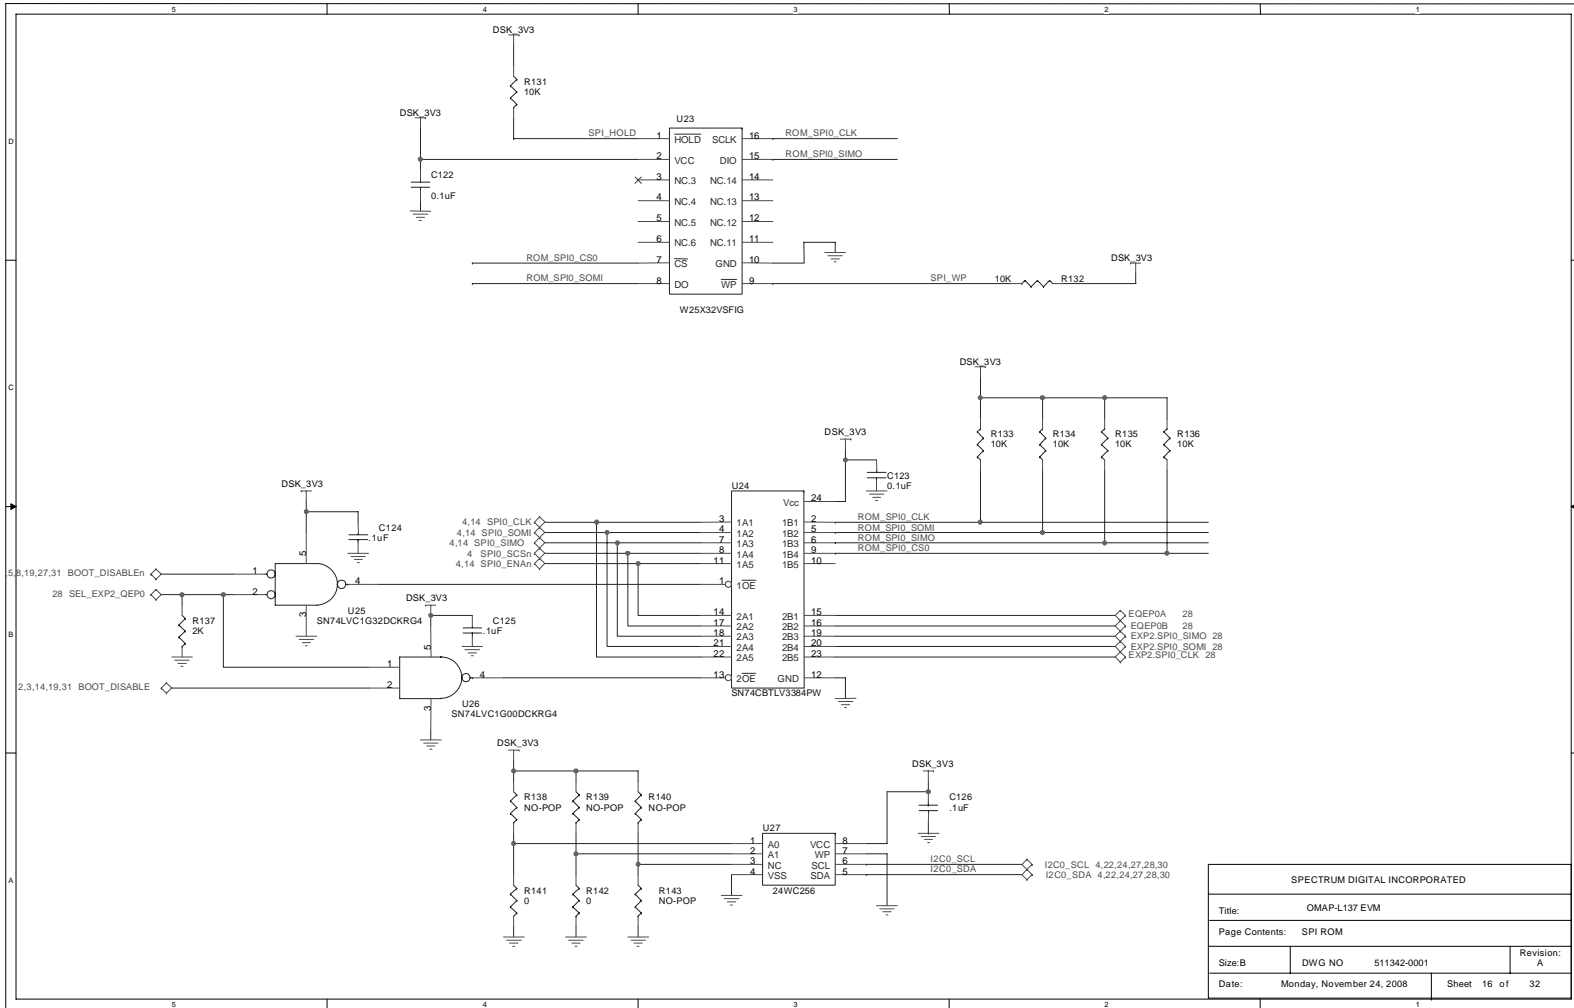 5 4 3 2 1
D
C
B
A
DSK_3V3
R131
10K
DSK_3V3
C122
0.1uF
U23
SPI_HOLD 1 HOLD SCLK 16 ROM_SPI0_CLK
2 VCC DIO 15 ROM_SPI0_SIMO
3 NC.3 NC.14 14
4 NC.4 NC.13 13
5 NC.5 NC.12 12
6 NC.6 NC.11 11
ROM_SPI0_CS0 7 CS GND 10
ROM_SPI0_SOMI 8 DO WP 9 SPI_WP 10K R132
DSK_3V3
W25X32VSFIG
DSK_3V3
R133
10K
R134
10K
R135
10K
R136
10K
DSK_3V3
C123
0.1uF
U24
Vcc 24
4,14 SPI0_CLK 3 1A1 1B1 2 ROM_SPI0_CLK
4,14 SPI0_SOMI 4 1A2 1B2 5 ROM_SPI0_SOMI
4,14 SPI0_SIMO 7 1A3 1B3 6 ROM_SPI0_SIMO
4 SPI0_SCSn 8 1A4 1B4 9 ROM_SPI0_CS0
4,14 SPI0_ENAn 11 1A5 1B5 10
1 1OE
14 2A1 2B1 15 EQEP0A 28
17 2A2 2B2 16 EQEP0B 28
18 2A3 2B3 19 EXP2.SPI0_SIMO 28
21 2A4 2B4 20 EXP2.SPI0_SOMI 28
22 2A5 2B5 23 EXP2.SPI0_CLK 28
13 2OE GND 12
SN74CBTLV3384PW
DSK_3V3
C124
.1uF
5
5,8,19,27,31 BOOT_DISABLEn 1
28 SEL_EXP2_QEP0 2
4
3
U25
SN74LVC1G32DCKRG4
R137
2K
DSK_3V3
C125
.1uF
5
1
2,3,14,19,31 BOOT_DISABLE 2
4
3
U26
SN74LVC1G00DCKRG4
DSK_3V3
R138
NO-POP
R139
NO-POP
R140
NO-POP
R141
0
R142
0
R143
NO-POP
DSK_3V3
C126
.1uF
U27
1 A0 VCC 8
2 A1 WP 7
3 NC SCL 6 I2C0_SCL I2C0_SCL 4,22,24,27,28,30
4 VSS SDA 5 I2C0_SDA I2C0_SDA 4,22,24,27,28,30
24WC256
SPECTRUM DIGITAL INCORPORATED
Title: OMAP-L137 EVM
Page Contents: SPI ROM
Size:B DWG NO 511342-0001 Revision: A
Date: Monday, November 24, 2008 Sheet 16 of 32
5 4 3 2 1